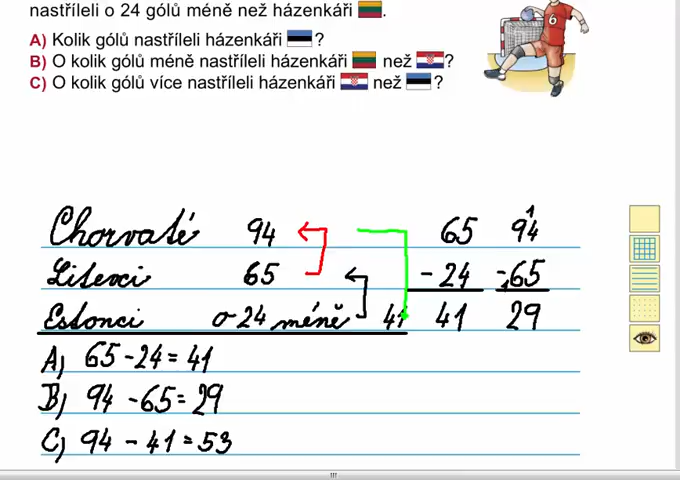 nastříleli o 24 gólů méně než házenkáři .
A) Kolik gólů nastříleli házenkáři ?
B) O kolik gólů méně nastříleli házenkáři než ?
C) O kolik gólů více nastříleli házenkáři než ?
6
1
Chorvaté 94 65 94
Litevci 65 - 24 - 1 65
Estonci o 24 méně 41 41 29
A) 65 - 24 = 41
B) 94 - 65 = 29
C) 94 - 41 = 53